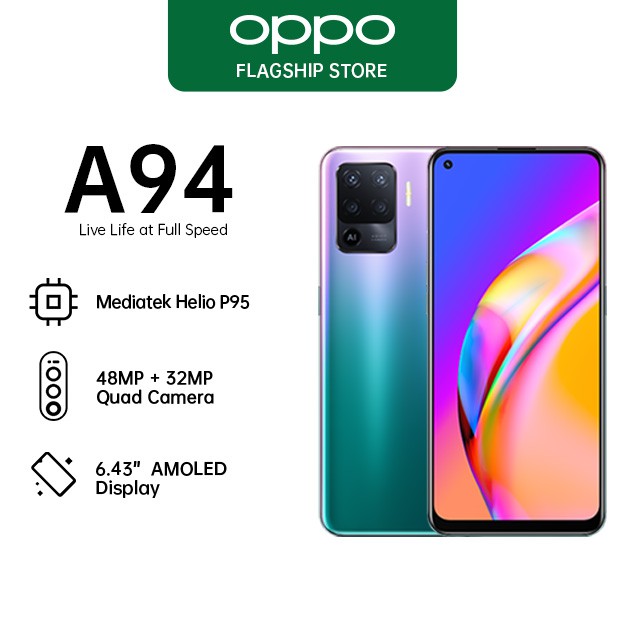 oppo
FLAGSHIP STORE
A94
Live Life at Full Speed
Mediatek Helio P95
48MP + 32MP
Quad Camera
6.43" AMOLED
Display
AI